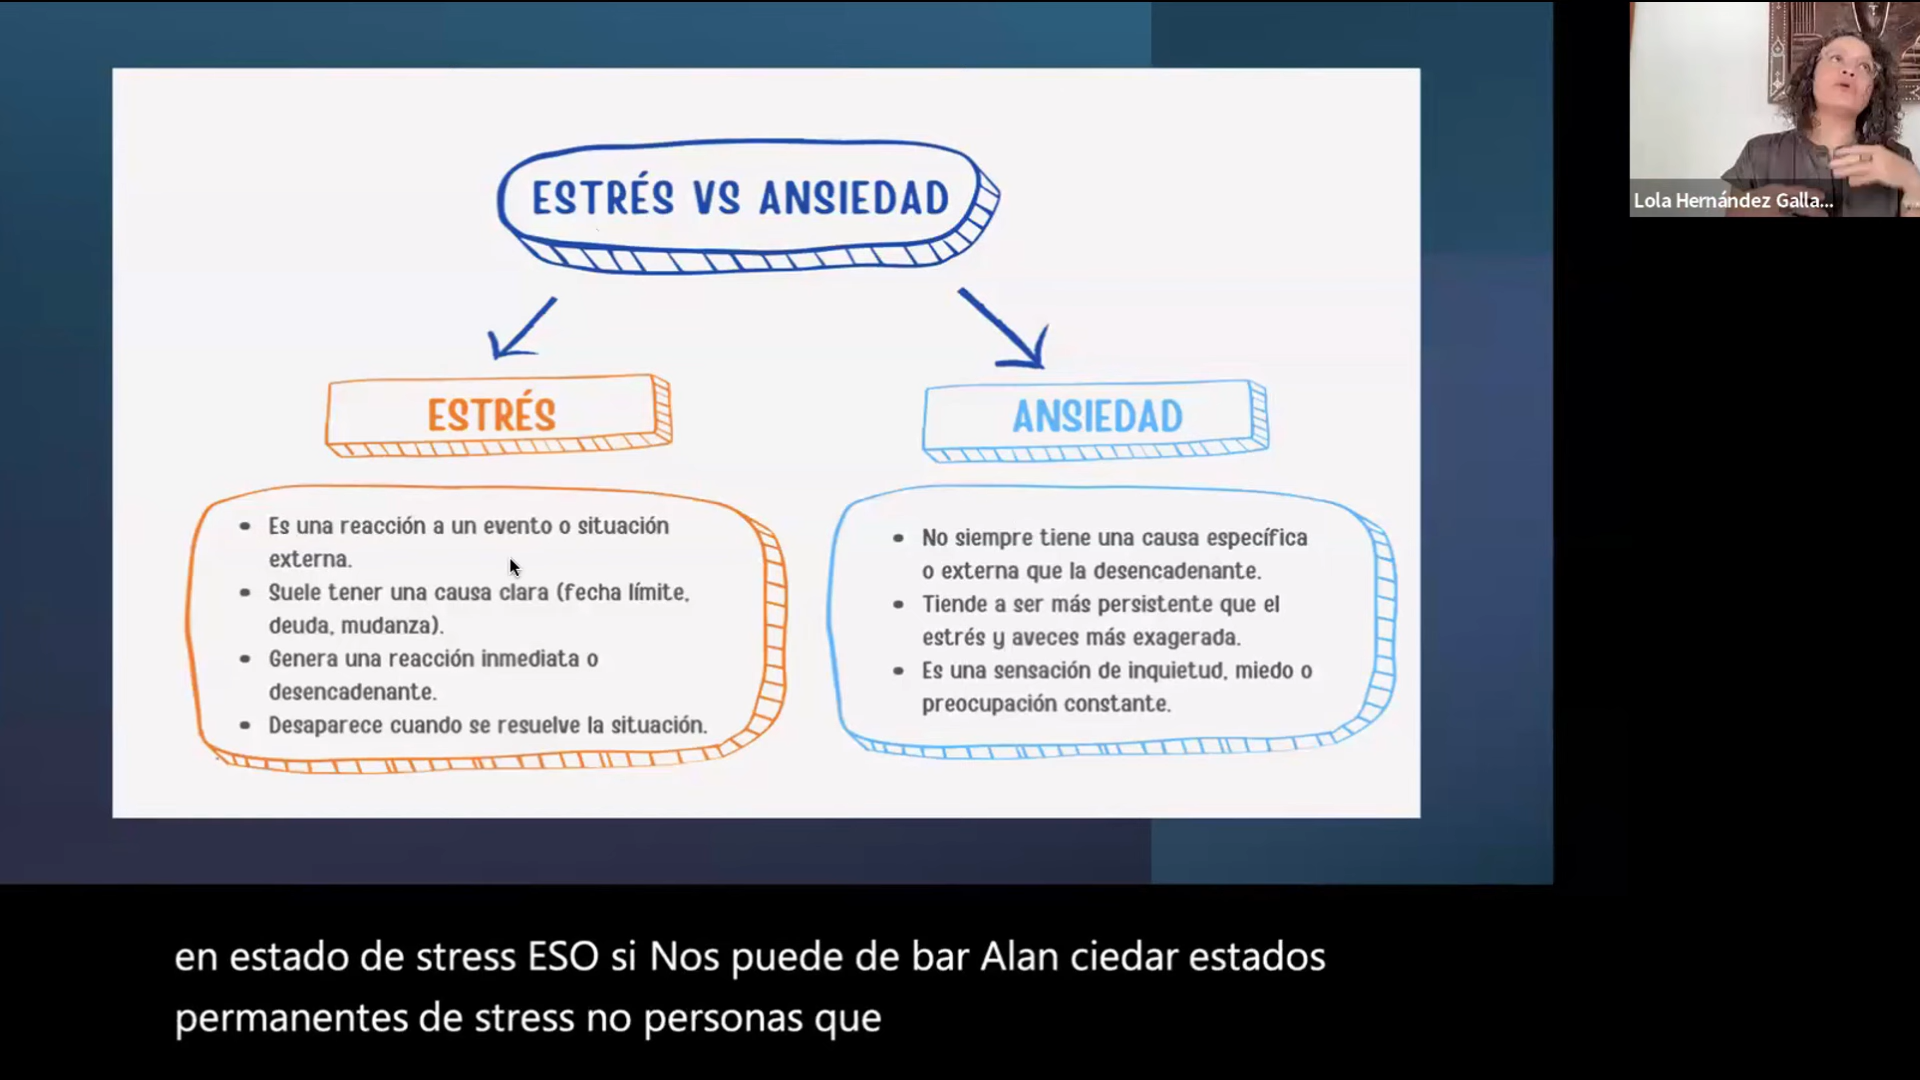 ESTRÉS VS ANSIEDAD
ESTRÉS
• Es una reacción a un evento o situación
externa.
• Suele tener una causa clara (fecha límite,
deuda, mudanza).
• Genera una reacción inmediata o
desencadenante.
• Desaparece cuando se resuelve la situación.
ANSIEDAD
• No siempre tiene una causa específica
o externa que la desencadenante.
• Tiende a ser más persistente que el
estrés y aveces más exagerada.
• Es una sensación de inquietud, miedo o
preocupación constante.
Lola Hernández Galla...
en estado de stress ESO si Nos puede de bar Alan ciedar estados
permanentes de stress no personas que